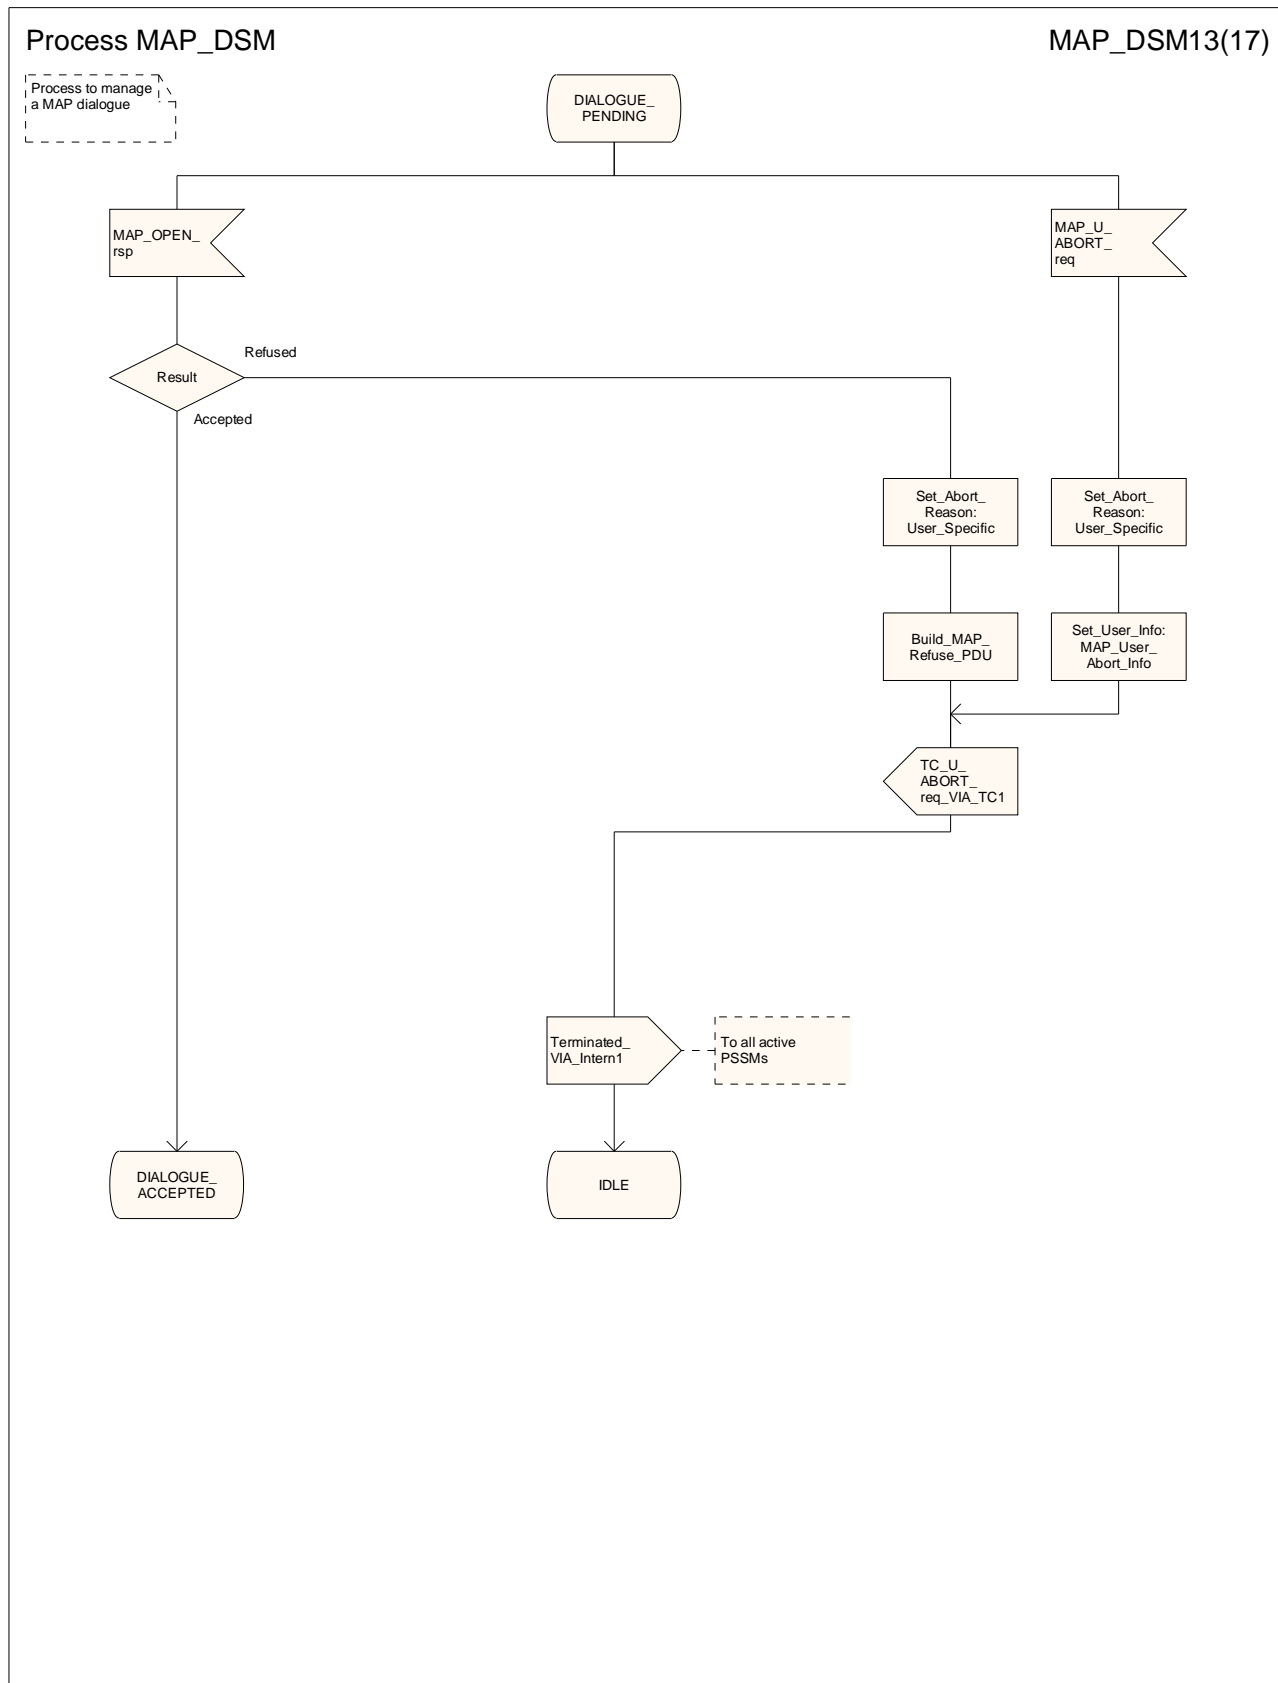 Process MAP_DSM
MAP_DSM13(17)
Process to manage
a MAP dialogue
DIALOGUE_
PENDING
MAP_OPEN_
rsp
MAP_U_
ABORT_
req
Refused
Result
Accepted
Set_Abort_
Reason:
User_Specific
Set_Abort_
Reason:
User_Specific
Build_MAP_
Refuse_PDU
Set_User_Info:
MAP_User_
Abort_Info
TC_U_
ABORT_
req_VIA_TC1
Terminated_
VIA_Intern1
To all active
PSSMs
DIALOGUE_
ACCEPTED
IDLE